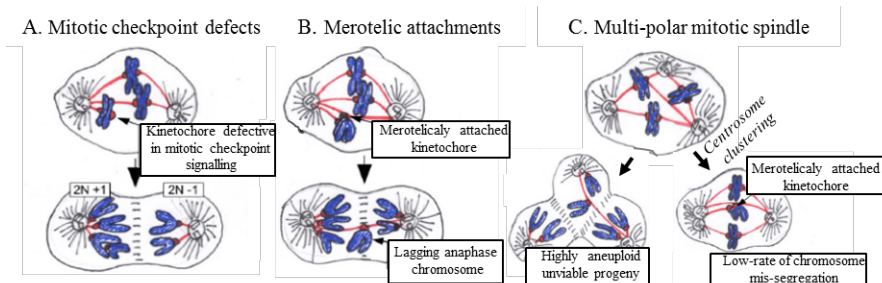 A. Mitotic checkpoint defects
B. Merotelic attachments
C. Multi-polar mitotic spindle
Kinetochore defective
in mitotic checkpoint
signalling
2N +1
2N -1
Merotelicaly attached
kinetochore
Lagging anaphase
chromosome
Centrosome
clustering
Highly aneuploid
unviable progeny
Merotelicaly attached
kinetochore
Low-rate of chromosome
mis-segregation